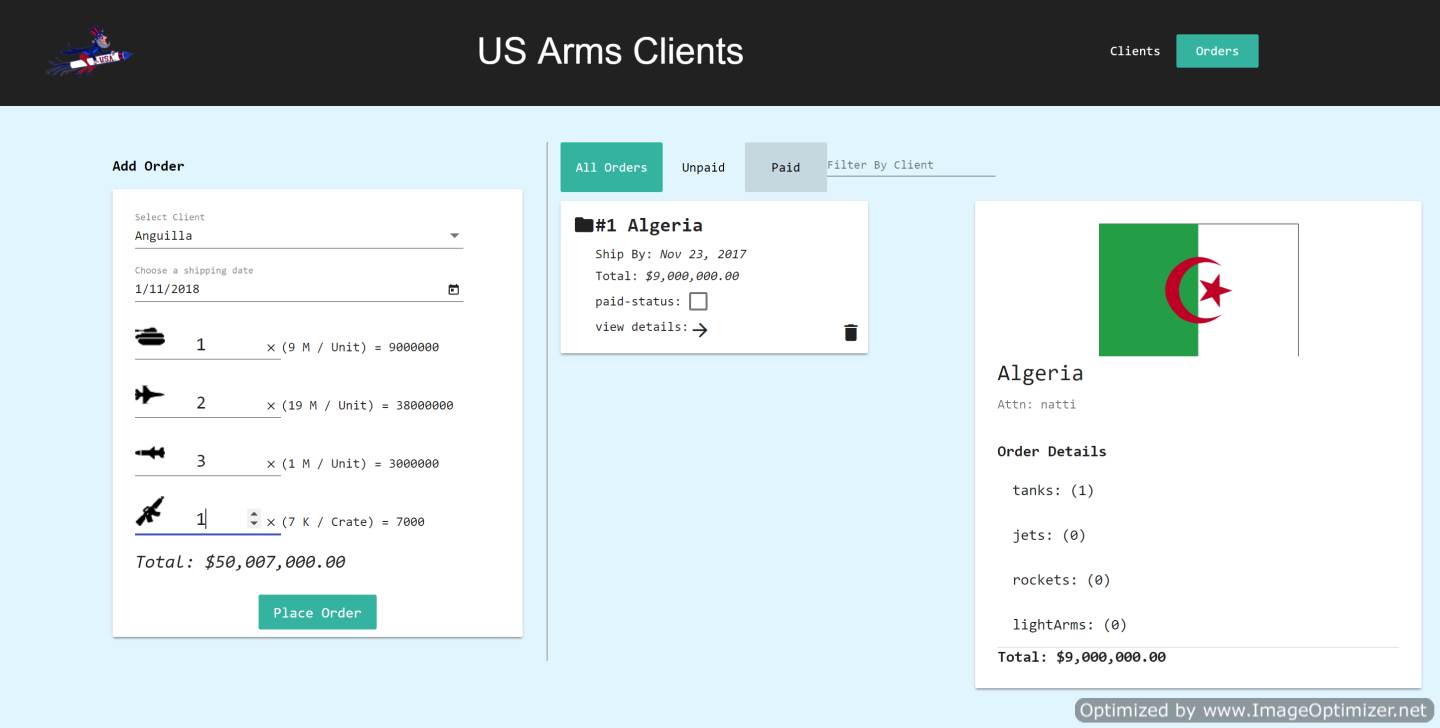 USA
US Arms Clients
Clients
Orders
Add Order
Select Client
Anguilla
Choose a shipping date
1/11/2018
1 × (9 M / Unit) = 9000000
2 × (19 M / Unit) = 38000000
3 × (1 M / Unit) = 3000000
1 × (7 K / Crate) = 7000
Total: $50,007,000.00
Place Order
All Orders
Unpaid
Paid
Filter By Client
#1 Algeria
Ship By: Nov 23, 2017
Total: $9,000,000.00
paid-status:
view details:
Algeria
Attn: natti
Order Details
tanks: (1)
jets: (0)
rockets: (0)
lightArms: (0)
Total: $9,000,000.00
Optimized by www.ImageOptimizer.net